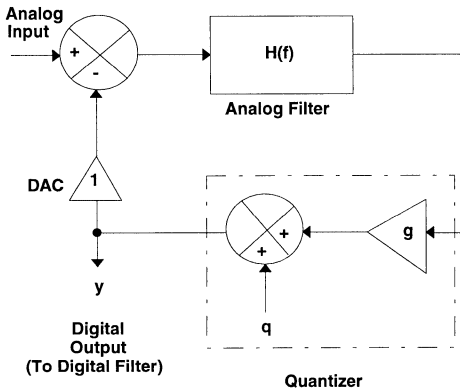 Analog
Input
+
-
H(f)
Analog Filter
DAC
1
g
+
+
y
q
Digital
Output
(To Digital Filter)
Quantizer